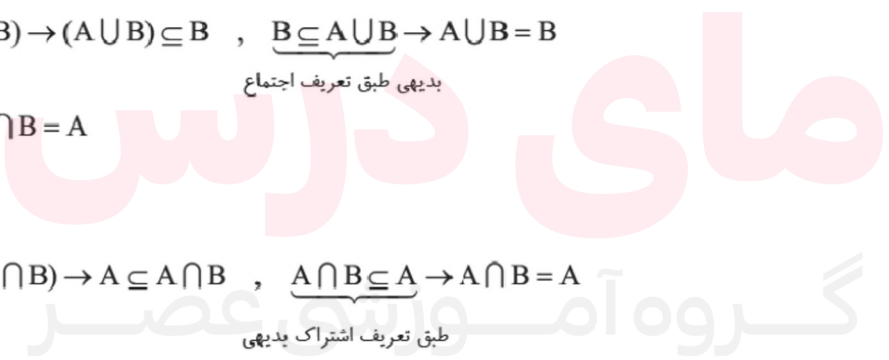 B) → (A ∪ B) ⊆ B , B ⊆ A ∪ B → A ∪ B = B
بدیهی طبق تعریف اجتماع
∩ B = A
∩ B) → A ⊆ A ∩ B , A ∩ B ⊆ A → A ∩ B = A
طبق تعریف اشتراک بدیهی
مای درس
گروه آموزشی عصر